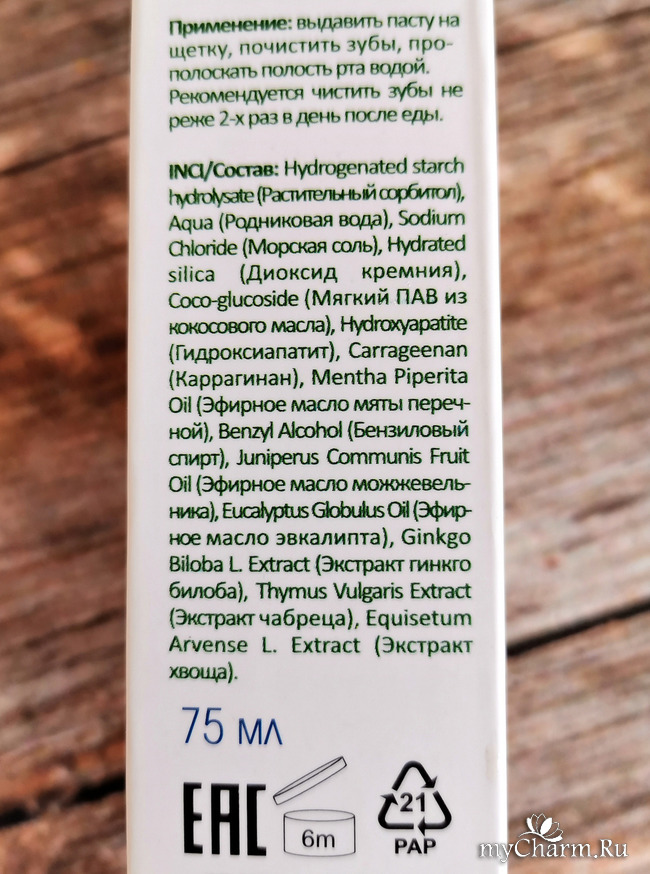 Применение: выдавить пасту на
щетку, почистить зубы, про-
полоскать полость рта водой.
Рекомендуется чистить зубы не
реже 2-х раз в день после еды.
INCI/Состав: Hydrogenated starch
hydrolysate (Растительный сорбитол),
Aqua (Родниковая вода), Sodium
Chloride (Морская соль), Hydrated
silica (Диоксид кремния),
Coco-glucoside (Мягкий ПАВ из
кокосового масла), Hydroxyapatite
(Гидроксиапатит), Carrageenan
(Каррагинан), Mentha Piperita
Oil (Эфирное масло мяты переч-
ной), Benzyl Alcohol (Бензиловый
спирт), Juniperus Communis Fruit
Oil (Эфирное масло можжевель-
ника), Eucalyptus Globulus Oil (Эфир-
ное масло эвкалипта), Ginkgo
Biloba L. Extract (Экстракт гинкго
билоба), Thymus Vulgaris Extract
(Экстракт чабреца), Equisetum
Arvense L. Extract (Экстракт
хвоща).
75 мл
EAC
6m
21
PAP
myCharm.Ru